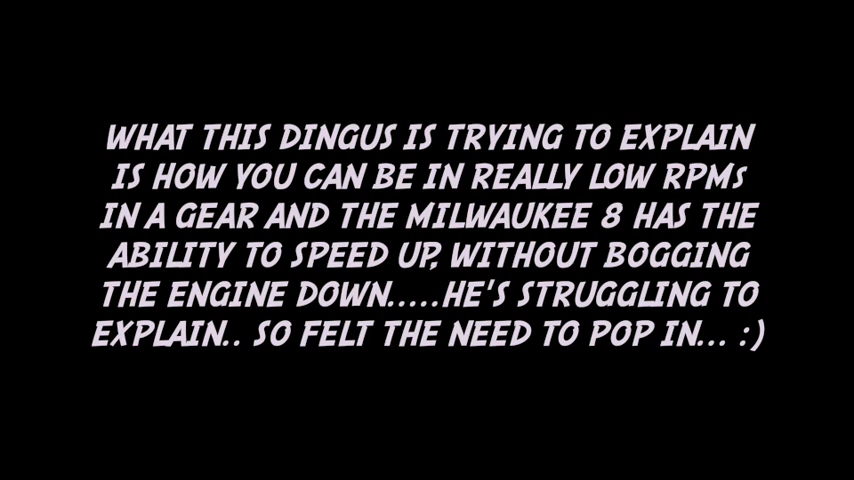 WHAT THIS DINGUS IS TRYING TO EXPLAIN
IS HOW YOU CAN BE IN REALLY LOW RPMs
IN A GEAR AND THE MILWAUKEE 8 HAS THE
ABILITY TO SPEED UP, WITHOUT BOGGING
THE ENGINE DOWN.....HE'S STRUGGLING TO
EXPLAIN.. SO FELT THE NEED TO POP IN... :)